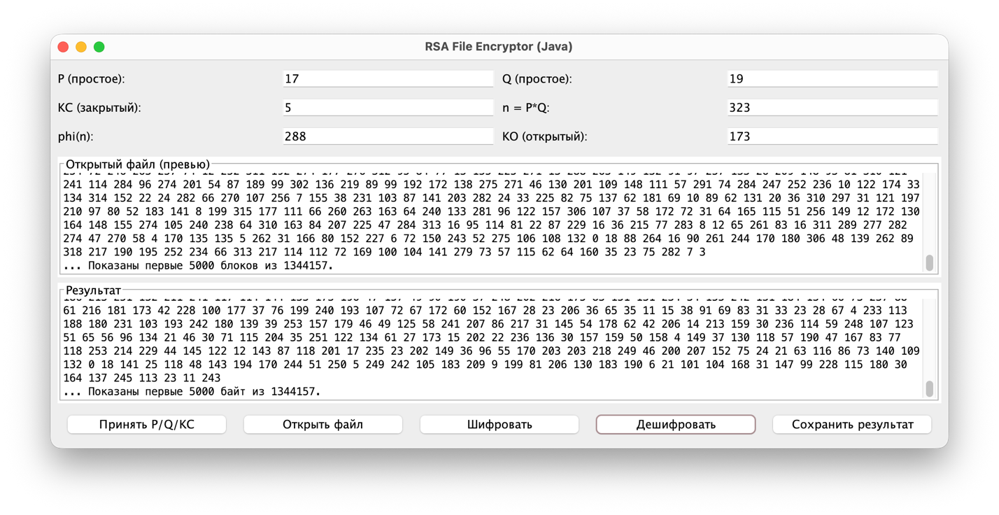 RSA File Encryptor (Java)
P (простое): 17 Q (простое): 19
KC (закрытый): 5 n = P*Q: 323
phi(n): 288 KO (открытый): 173
Открытый файл (превью)
241 114 284 96 274 201 54 87 189 99 302 136 219 89 99 192 172 138 275 271 46 130 201 109 148 111 57 291 74 284 247 252 236 10 122 174 33
134 314 152 22 24 282 66 270 107 256 7 155 38 231 103 87 141 203 282 24 33 225 82 75 137 62 181 69 10 89 62 131 20 36 310 297 31 121 197
210 97 80 52 183 141 8 199 315 177 111 66 260 263 163 64 240 133 281 96 122 157 306 107 37 58 172 72 31 64 165 115 51 256 149 12 172 130
164 148 155 274 105 240 238 64 310 163 84 207 225 47 284 313 16 95 114 81 22 87 229 16 36 215 77 283 8 12 65 261 83 16 311 289 277 282
274 47 270 58 4 170 135 135 5 262 31 166 80 152 227 6 72 150 243 52 275 106 108 132 0 18 88 264 16 90 261 244 170 180 306 48 139 262 89
318 217 190 195 252 234 66 313 217 114 112 72 169 100 104 141 279 73 57 115 62 64 160 35 23 75 282 7 3
... Показаны первые 5000 блоков из 1344157.
Результат
61 216 181 173 42 228 100 177 37 76 199 240 193 107 72 67 172 60 152 167 28 23 206 36 65 35 11 15 38 91 69 83 31 33 23 28 67 4 233 113
188 180 231 103 193 242 180 139 39 253 157 179 46 49 125 58 241 207 86 217 31 145 54 178 62 42 206 14 213 159 30 236 114 59 248 107 123
51 65 56 96 134 21 46 30 71 115 204 35 251 122 134 61 27 173 15 202 22 236 136 30 157 159 50 158 4 149 37 130 118 57 190 47 167 83 77
118 253 214 229 44 145 122 12 143 87 118 201 17 235 23 202 149 36 96 55 170 203 203 218 249 46 200 207 152 75 24 21 63 116 86 73 140 109
132 0 18 141 25 118 48 143 194 170 244 51 250 5 249 242 105 183 209 9 199 81 206 130 183 190 6 21 101 104 168 31 147 99 228 115 180 30
164 137 245 113 23 11 243
... Показаны первые 5000 байт из 1344157.
Принять P/Q/KC Открыть файл Шифровать Дешифровать Сохранить результат